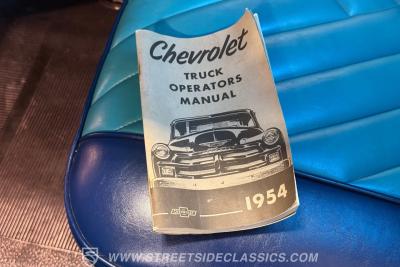 Chevrolet
TRUCK
OPERATORS
MANUAL
1954
WWW.STREETSIDECLASSICS.COM